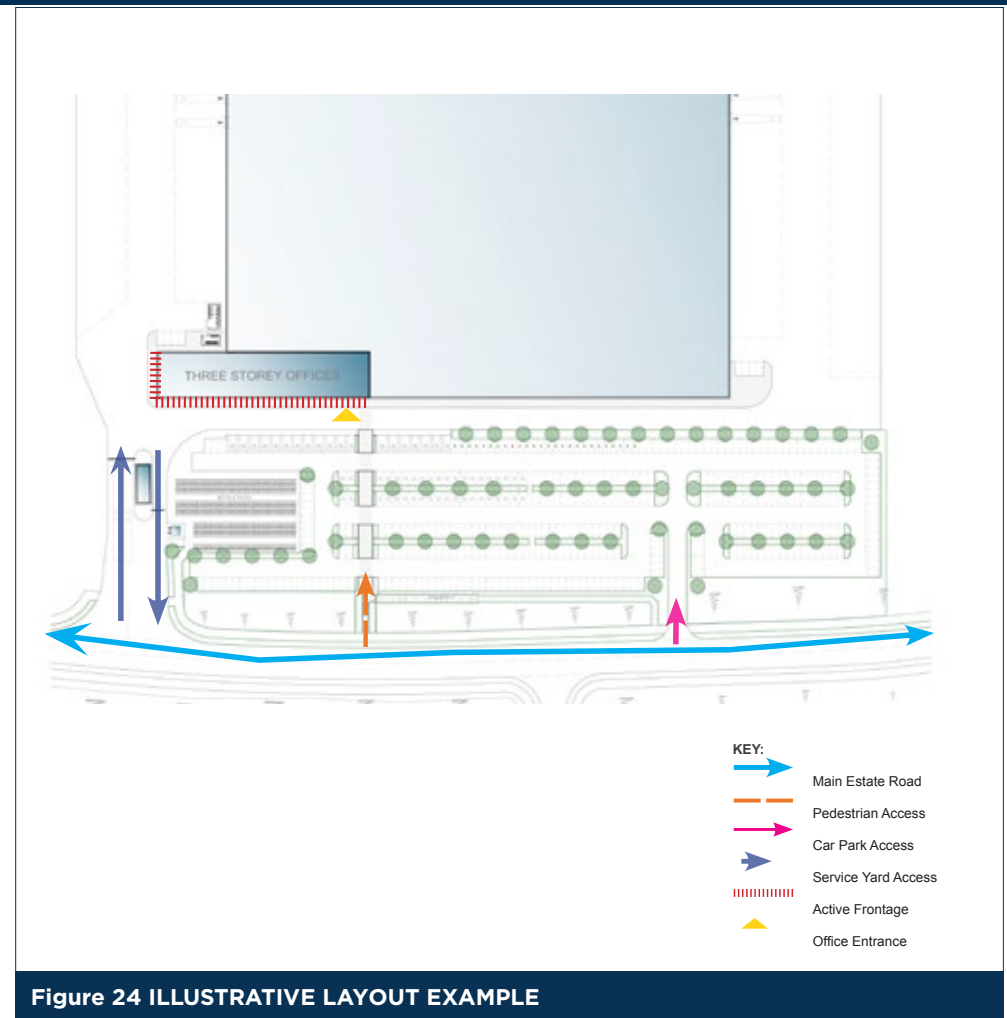 THREE STOREY OFFICES
KEY:
Main Estate Road
Pedestrian Access
Car Park Access
Service Yard Access
Active Frontage
Office Entrance
Figure 24 ILLUSTRATIVE LAYOUT EXAMPLE